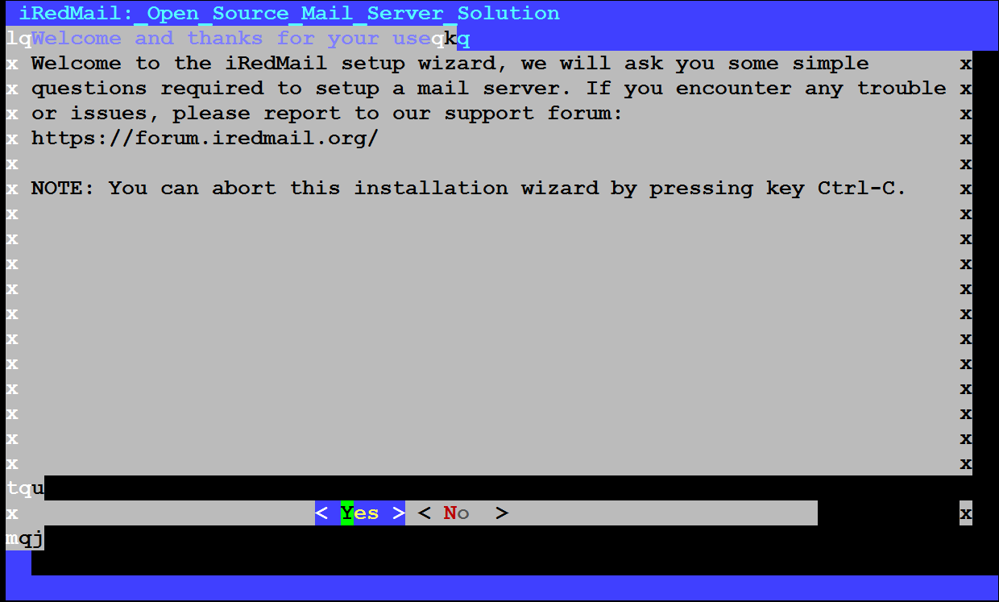 iRedMail:_Open_Source_Mail_Server_Solution
lqWelcome and thanks for your useqkq
x Welcome to the iRedMail setup wizard, we will ask you some simple x
x questions required to setup a mail server. If you encounter any trouble x
x or issues, please report to our support forum: x
x https://forum.iredmail.org/ x
x x
x NOTE: You can abort this installation wizard by pressing key Ctrl-C. x
x x
x x
x x
x x
x x
x x
x x
x x
x x
x x
x x
tqu
x < Yes > < No > x
mqj